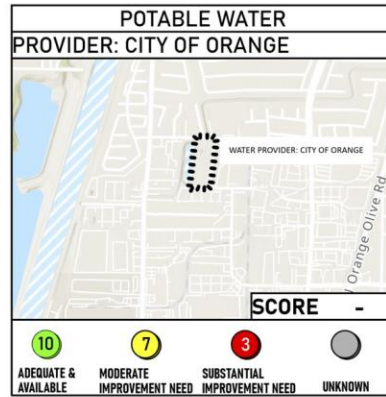 POTABLE WATER
PROVIDER: CITY OF ORANGE
WATER PROVIDER: CITY OF ORANGE
N Orange Olive Rd
SCORE -
10 7 3
ADEQUATE & AVAILABLE
MODERATE IMPROVEMENT NEED
SUBSTANTIAL IMPROVEMENT NEED
UNKNOWN